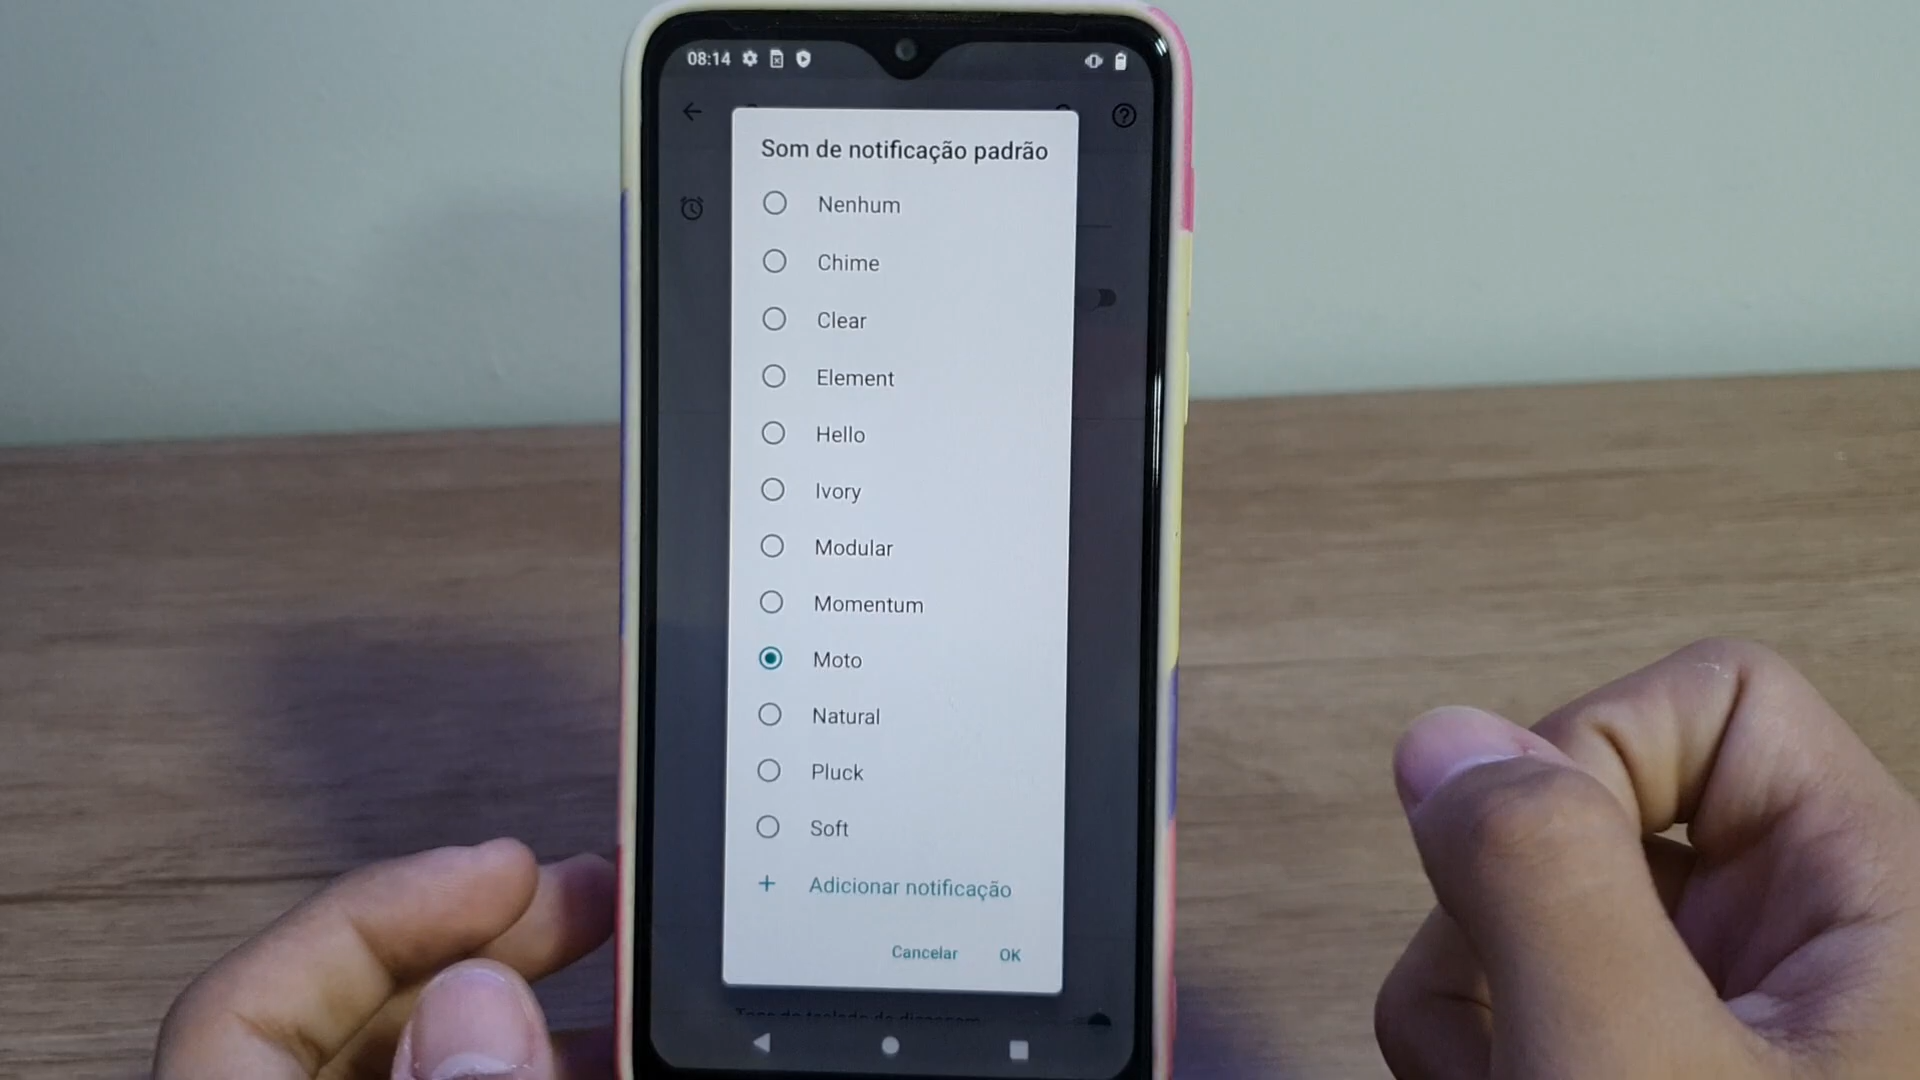 08:14
Som de notificação padrão
Nenhum
Chime
Clear
Element
Hello
Ivory
Modular
Momentum
Moto
Natural
Pluck
Soft
+ Adicionar notificação
Cancelar OK